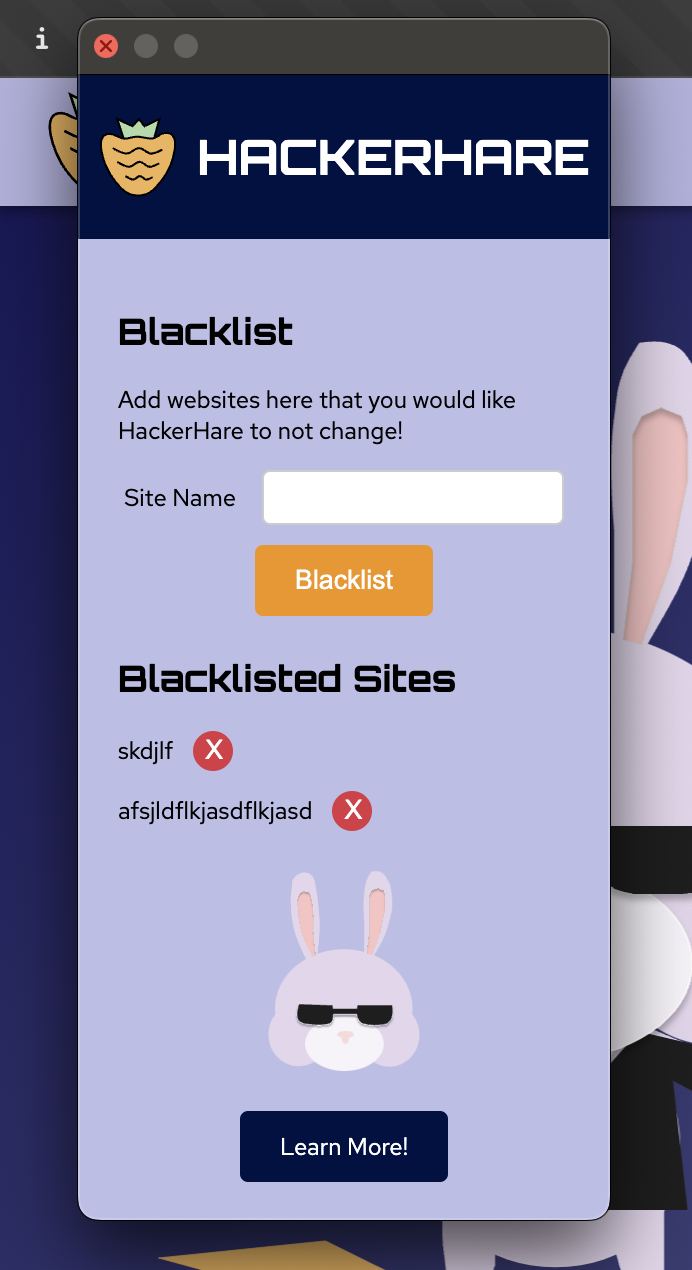 HACKERHARE
Blacklist
Add websites here that you would like
HackerHare to not change!
Site Name
Blacklist
Blacklisted Sites
skdjlf X
afsjldflkjasdflkjasd X
Learn More!